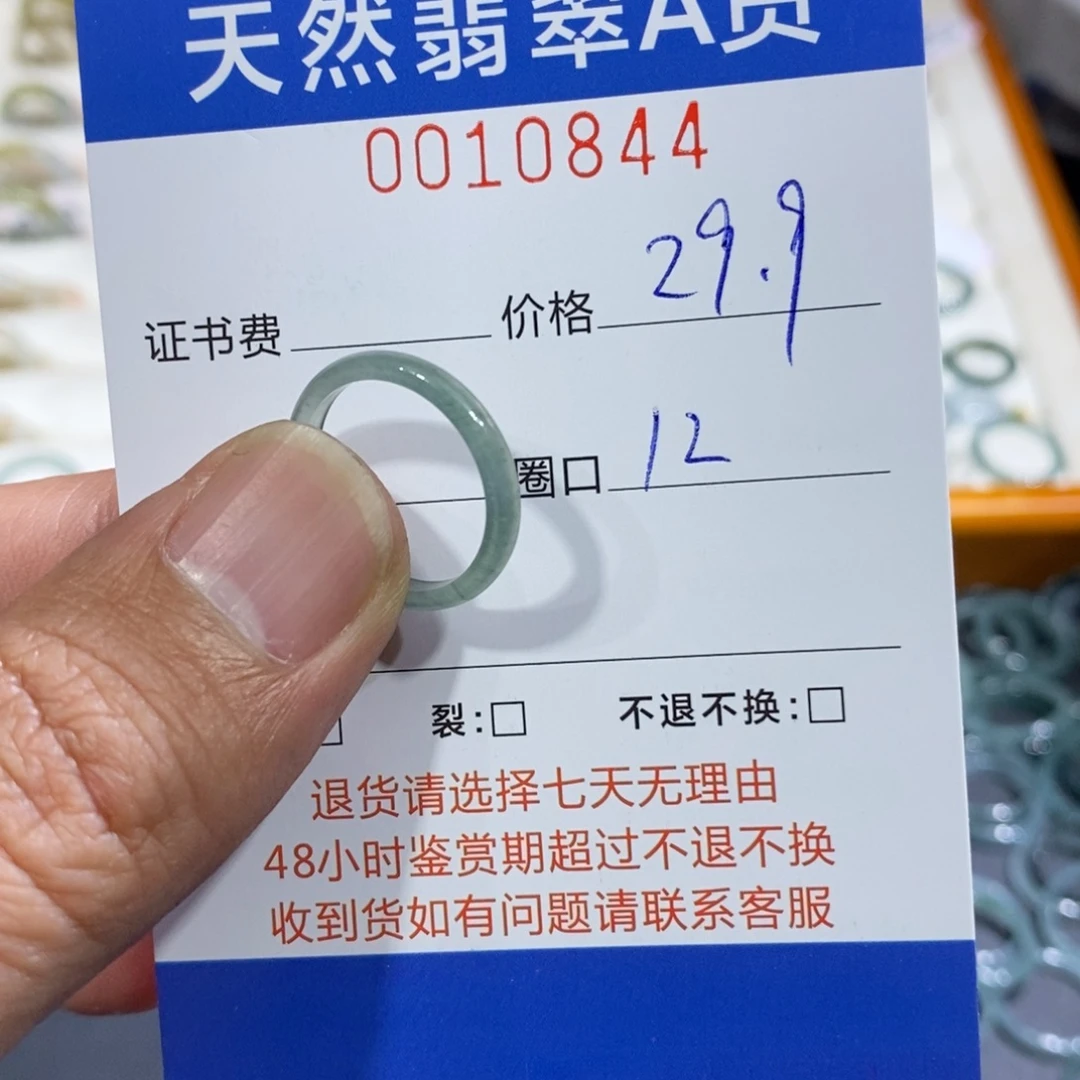 天然翡翠A货
0010844
证书费 价格 29.9
圈口 12
裂:□ 不退不换:□
退货请选择七天无理由
48小时鉴赏期超过不退不换
收到货如有问题请联系客服